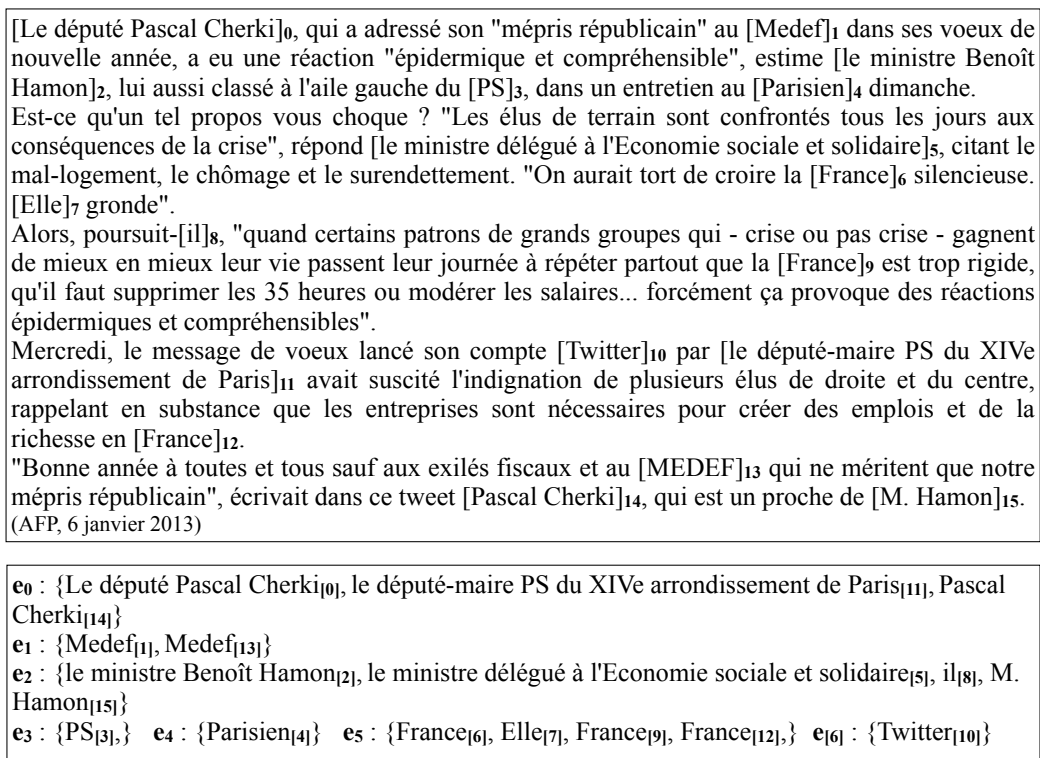 [Le député Pascal Cherki]0, qui a adressé son "mépris républicain" au [Medef]1 dans ses voeux de
nouvelle année, a eu une réaction "épidermique et compréhensible", estime [le ministre Benoît
Hamon]2, lui aussi classé à l'aile gauche du [PS]3, dans un entretien au [Parisien]4 dimanche.
Est-ce qu'un tel propos vous choque ? "Les élus de terrain sont confrontés tous les jours aux
conséquences de la crise", répond [le ministre délégué à l'Economie sociale et solidaire]5, citant le
mal-logement, le chômage et le surendettement. "On aurait tort de croire la [France]6 silencieuse.
[Elle]7 gronde".
Alors, poursuit-[il]8, "quand certains patrons de grands groupes qui - crise ou pas crise - gagnent
de mieux en mieux leur vie passent leur journée à répéter partout que la [France]9 est trop rigide,
qu'il faut supprimer les 35 heures ou modérer les salaires... forcément ça provoque des réactions
épidermiques et compréhensibles".
Mercredi, le message de voeux lancé son compte [Twitter]10 par [le député-maire PS du XIVe
arrondissement de Paris]11 avait suscité l'indignation de plusieurs élus de droite et du centre,
rappelant en substance que les entreprises sont nécessaires pour créer des emplois et de la
richesse en [France]12.
"Bonne année à toutes et tous sauf aux exilés fiscaux et au [MEDEF]13 qui ne méritent que notre
mépris républicain", écrivait dans ce tweet [Pascal Cherki]14, qui est un proche de [M. Hamon]15.
(AFP, 6 janvier 2013)
e0 : {Le député Pascal Cherki[0], le député-maire PS du XIVe arrondissement de Paris[11], Pascal
Cherki[14]}
e1 : {Medef[1], Medef[13]}
e2 : {le ministre Benoît Hamon[2], le ministre délégué à l'Economie sociale et solidaire[5], il[8], M.
Hamon[15]}
e3 : {PS[3],} e4 : {Parisien[4]} e5 : {France[6], Elle[7], France[9], France[12],} e[6] : {Twitter[10]}